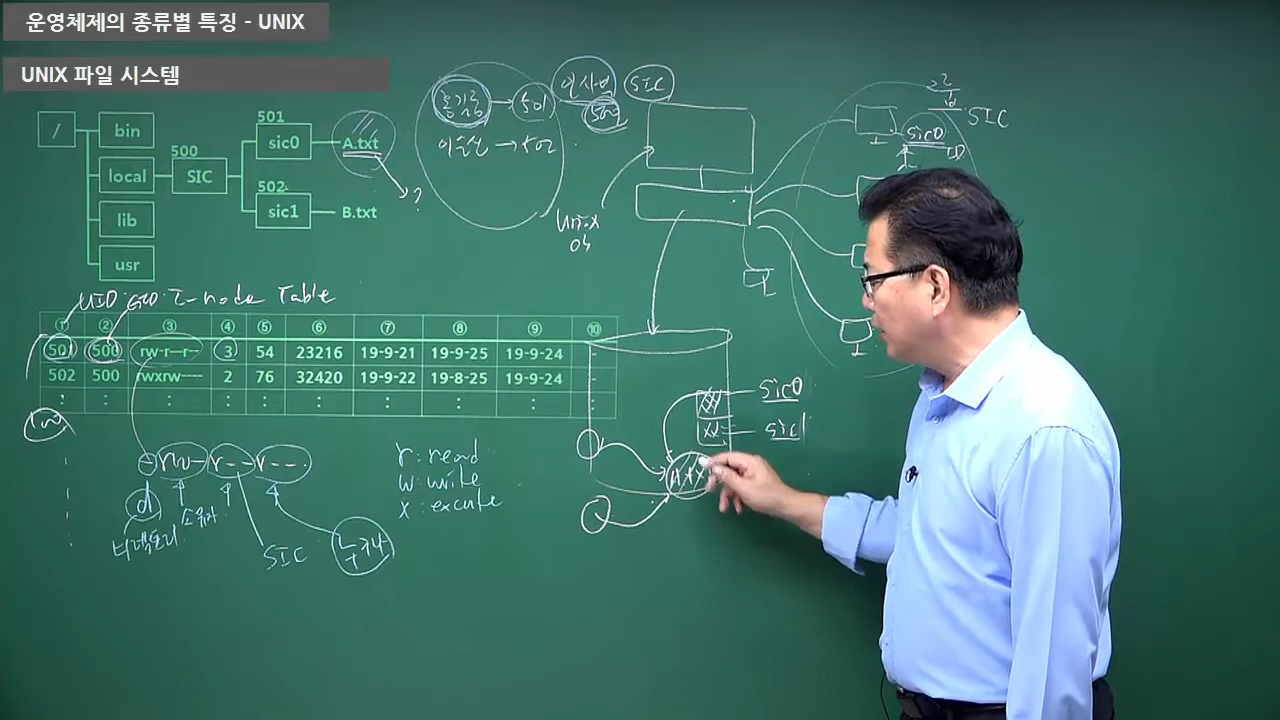 운영체제의 종류별 특징 - UNIX
UNIX 파일 시스템
/
bin
local
lib
usr
500
SIC
501
sic0
A.txt
?
502
sic1
B.txt
홍길동 → 501
이순신 → 502
SIC
Unix
OS
SIC
sic0
ID
UID GID I-node Table
① ② ③ ④ ⑤ ⑥ ⑦ ⑧ ⑨ ⑩
501 500 rw-r--r-- 3 54 23216 19-9-21 19-9-25 19-9-24
502 500 rwxrw---- 2 76 32420 19-9-22 19-8-25 19-9-24
: : : : : : : : :
100
- rw- r-- r--
d
디렉토리
소유자
SIC
누구나
r : read
w : write
x : excute
sic0
sic1